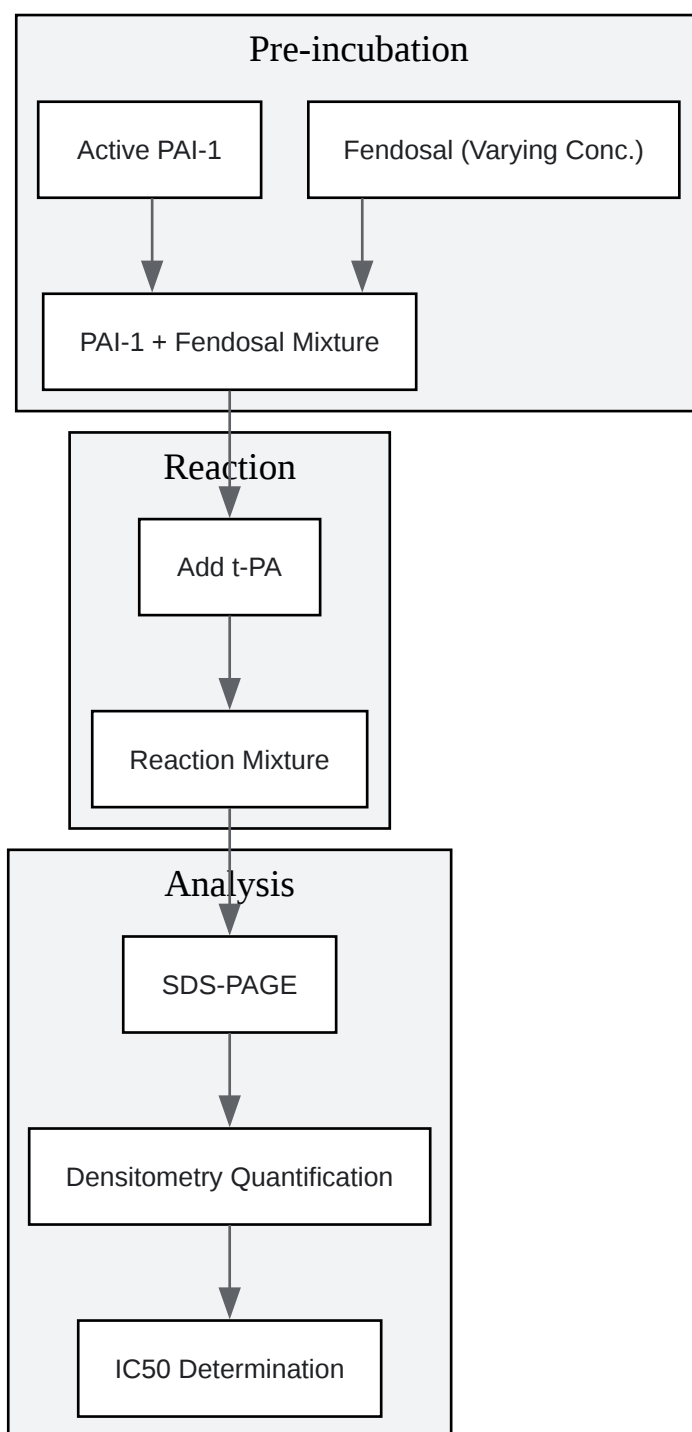 Pre-incubation
Active PAI-1
Fendosal (Varying Conc.)
PAI-1 + Fendosal Mixture
Reaction
Add t-PA
Reaction Mixture
Analysis
SDS-PAGE
Densitometry Quantification
IC50 Determination